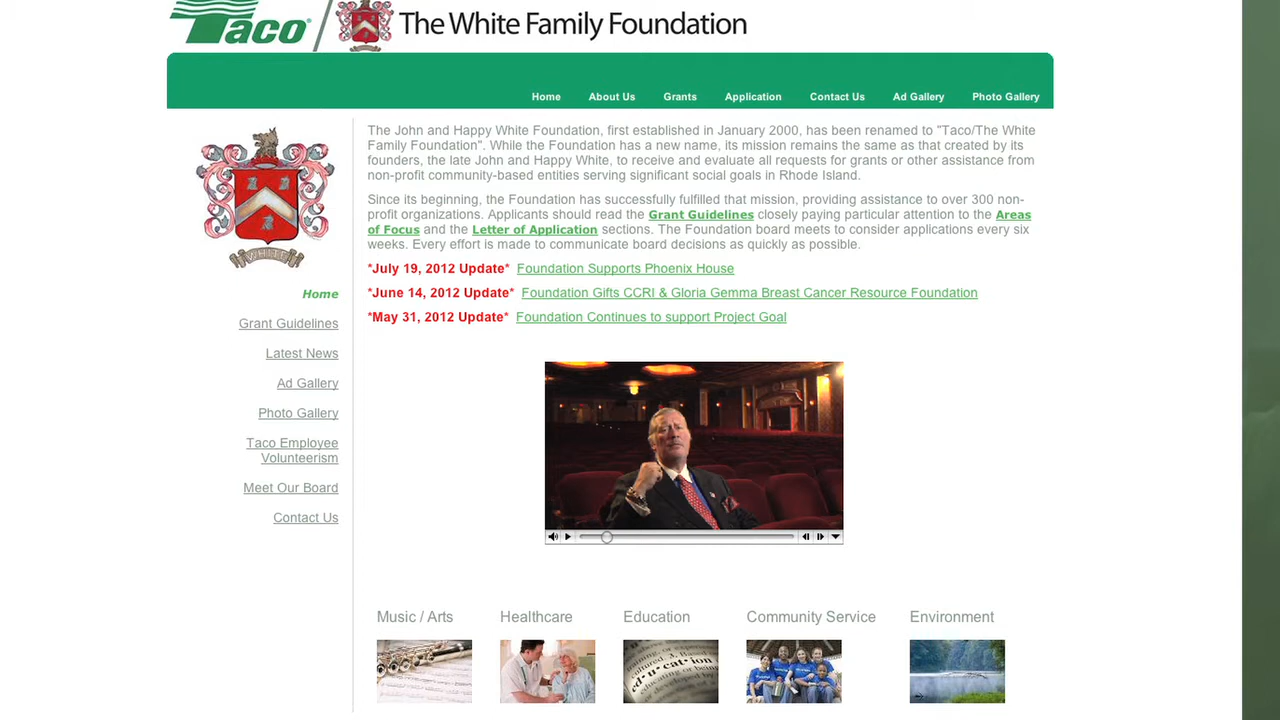 Taco / The White Family Foundation
Home About Us Grants Application Contact Us Ad Gallery Photo Gallery
WHITE
Home
Grant Guidelines
Latest News
Ad Gallery
Photo Gallery
Taco Employee
Volunteerism
Meet Our Board
Contact Us
The John and Happy White Foundation, first established in January 2000, has been renamed to "Taco/The White
Family Foundation". While the Foundation has a new name, its mission remains the same as that created by its
founders, the late John and Happy White, to receive and evaluate all requests for grants or other assistance from
non-profit community-based entities serving significant social goals in Rhode Island.
Since its beginning, the Foundation has successfully fulfilled that mission, providing assistance to over 300 non-
profit organizations. Applicants should read the Grant Guidelines closely paying particular attention to the Areas
of Focus and the Letter of Application sections. The Foundation board meets to consider applications every six
weeks. Every effort is made to communicate board decisions as quickly as possible.
*July 19, 2012 Update* Foundation Supports Phoenix House
*June 14, 2012 Update* Foundation Gifts CCRI & Gloria Gemma Breast Cancer Resource Foundation
*May 31, 2012 Update* Foundation Continues to support Project Goal
Music / Arts Healthcare Education Community Service Environment
ed·u·ca·tion